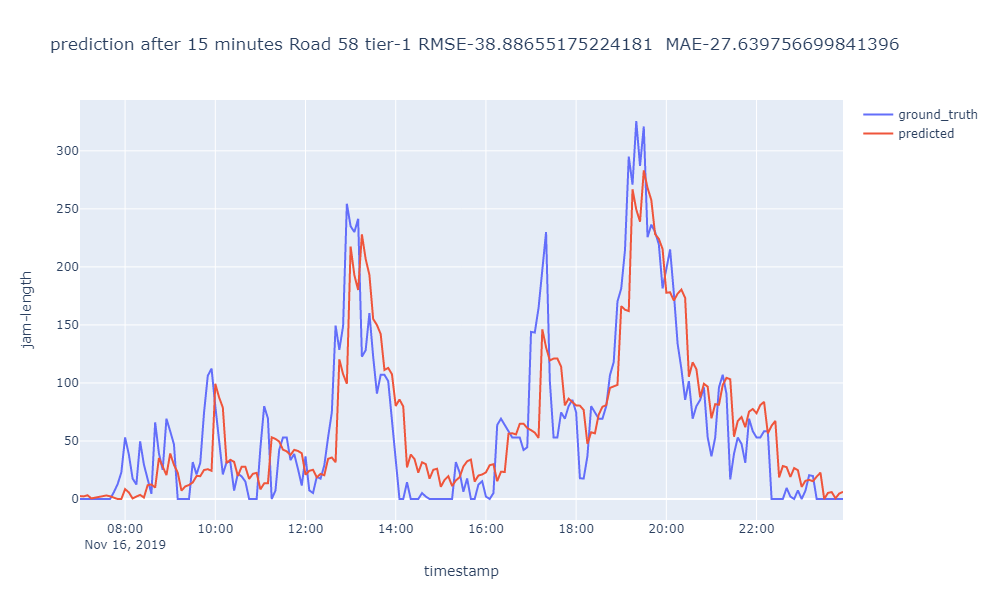 prediction after 15 minutes Road 58 tier-1 RMSE-38.88655175224181  MAE-27.639756699841396
ground_truth
predicted
300
250
200
150
100
50
0
jam-length
08:00 10:00 12:00 14:00 16:00 18:00 20:00 22:00
Nov 16, 2019
timestamp